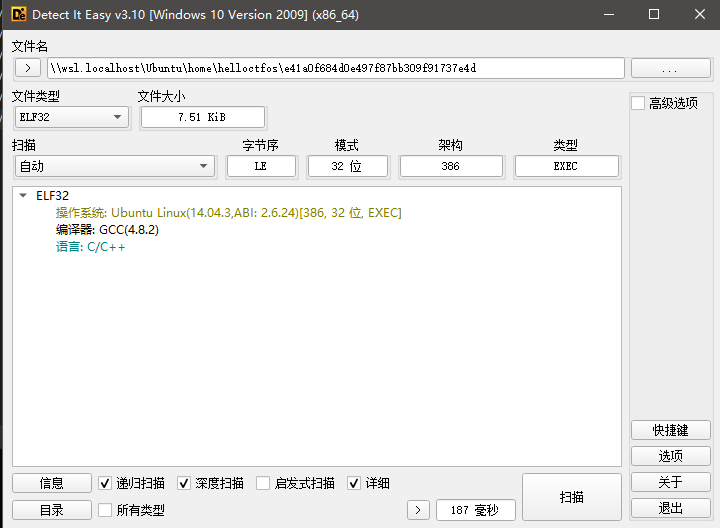 Detect It Easy v3.10 [Windows 10 Version 2009] (x86_64)
文件名
> \\wsl.localhost\Ubuntu\home\helloctfos\e41a0f684d0e497f87bb309f91737e4d ...
文件类型 文件大小
ELF32 7.51 KiB 高级选项
扫描 字节序 模式 架构 类型
自动 LE 32 位 386 EXEC
ELF32
操作系统: Ubuntu Linux(14.04.3,ABI: 2.6.24)[386, 32 位, EXEC]
编译器: GCC(4.8.2)
语言: C/C++
快捷键
选项
信息 递归扫描 深度扫描 启发式扫描 详细 扫描 关于
目录 所有类型 > 187 毫秒 退出